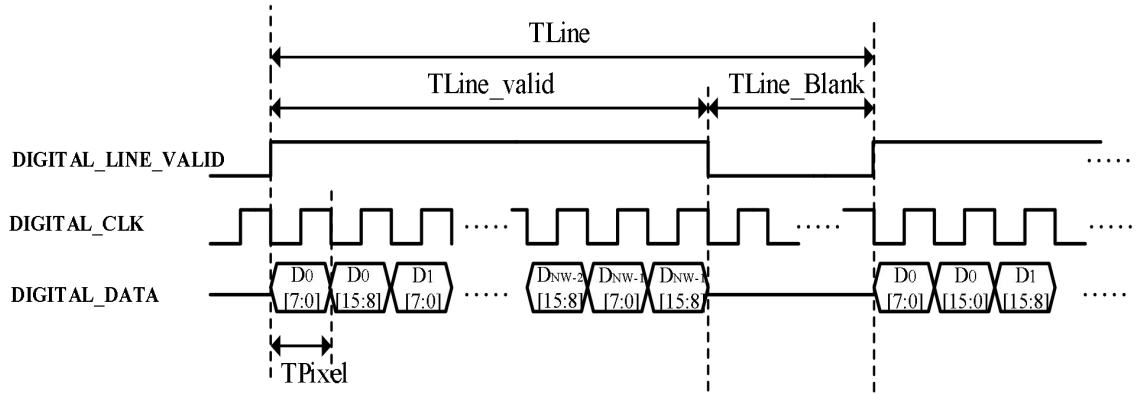 TLine
TLine_valid TLine_Blank
DIGITAL_LINE_VALID ·····
DIGITAL_CLK ····· ····· ·····
D0 D0 D1 DNW-2 DNW-1 DNW-1 D0 D0 D1
DIGITAL_DATA ····· ·····
[7:0] [15:8] [7:0] [15:8] [7:0] [15:8] [7:0] [15:0] [15:8]
TPixel